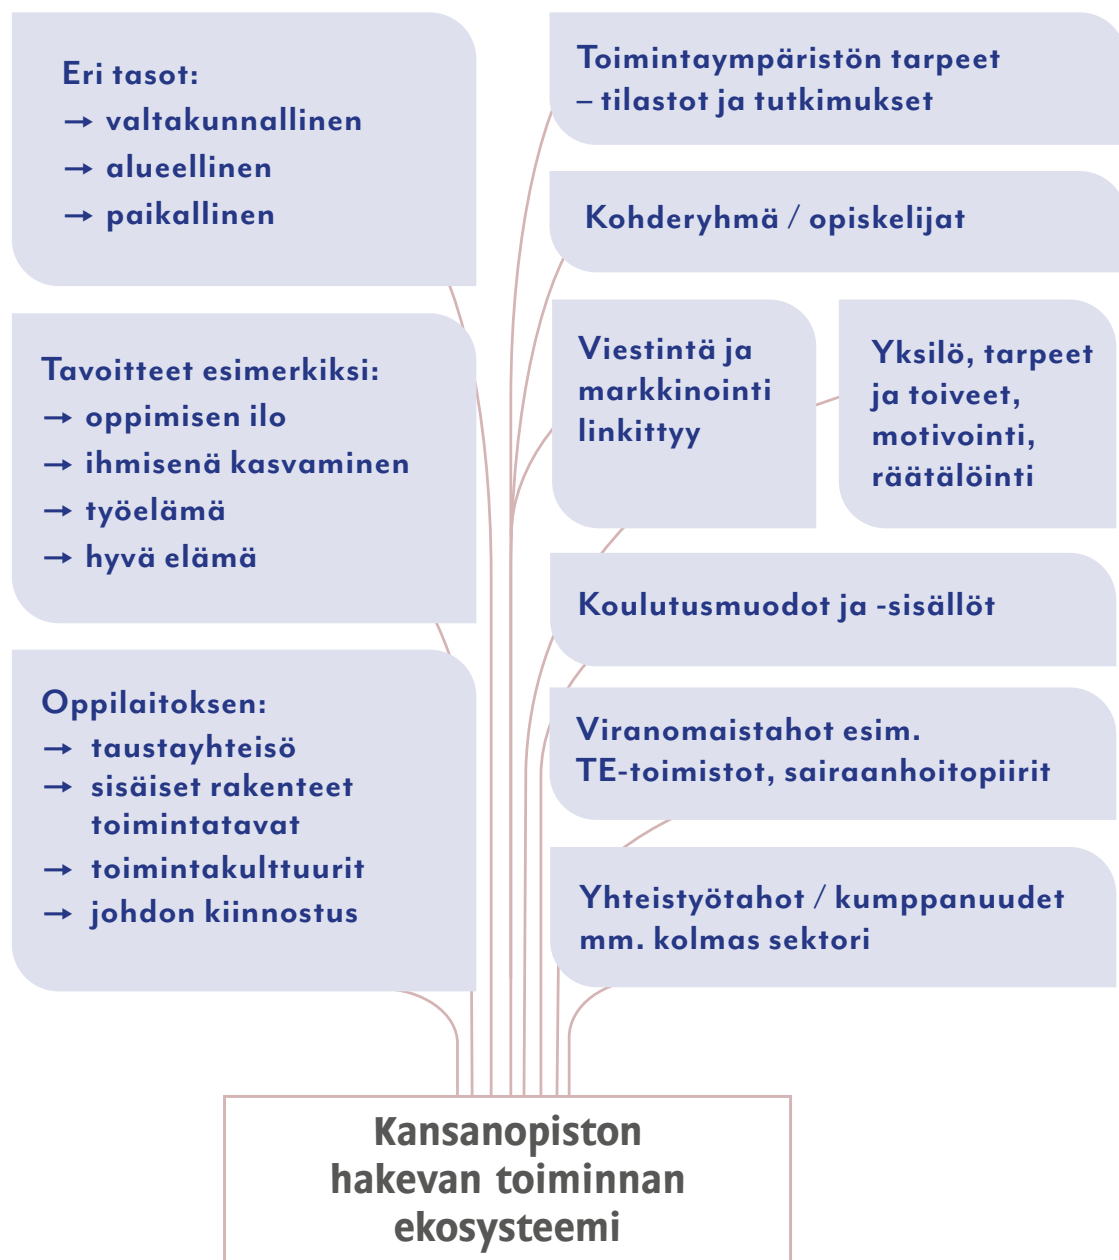 Eri tasot:
→ valtakunnallinen
→ alueellinen
→ paikallinen
Tavoitteet esimerkiksi:
→ oppimisen ilo
→ ihmisenä kasvaminen
→ työelämä
→ hyvä elämä
Oppilaitoksen:
→ taustayhteisö
→ sisäiset rakenteet
toimintatavat
→ toimintakulttuurit
→ johdon kiinnostus
Toimintaympäristön tarpeet
– tilastot ja tutkimukset
Kohderyhmä / opiskelijat
Viestintä ja
markkinointi
linkittyy
Yksilö, tarpeet
ja toiveet,
motivointi,
räätälöinti
Koulutusmuodot ja -sisällöt
Viranomaistahot esim.
TE-toimistot, sairaanhoitopiirit
Yhteistyötahot / kumppanuudet
mm. kolmas sektori
Kansanopiston
hakevan toiminnan
ekosysteemi